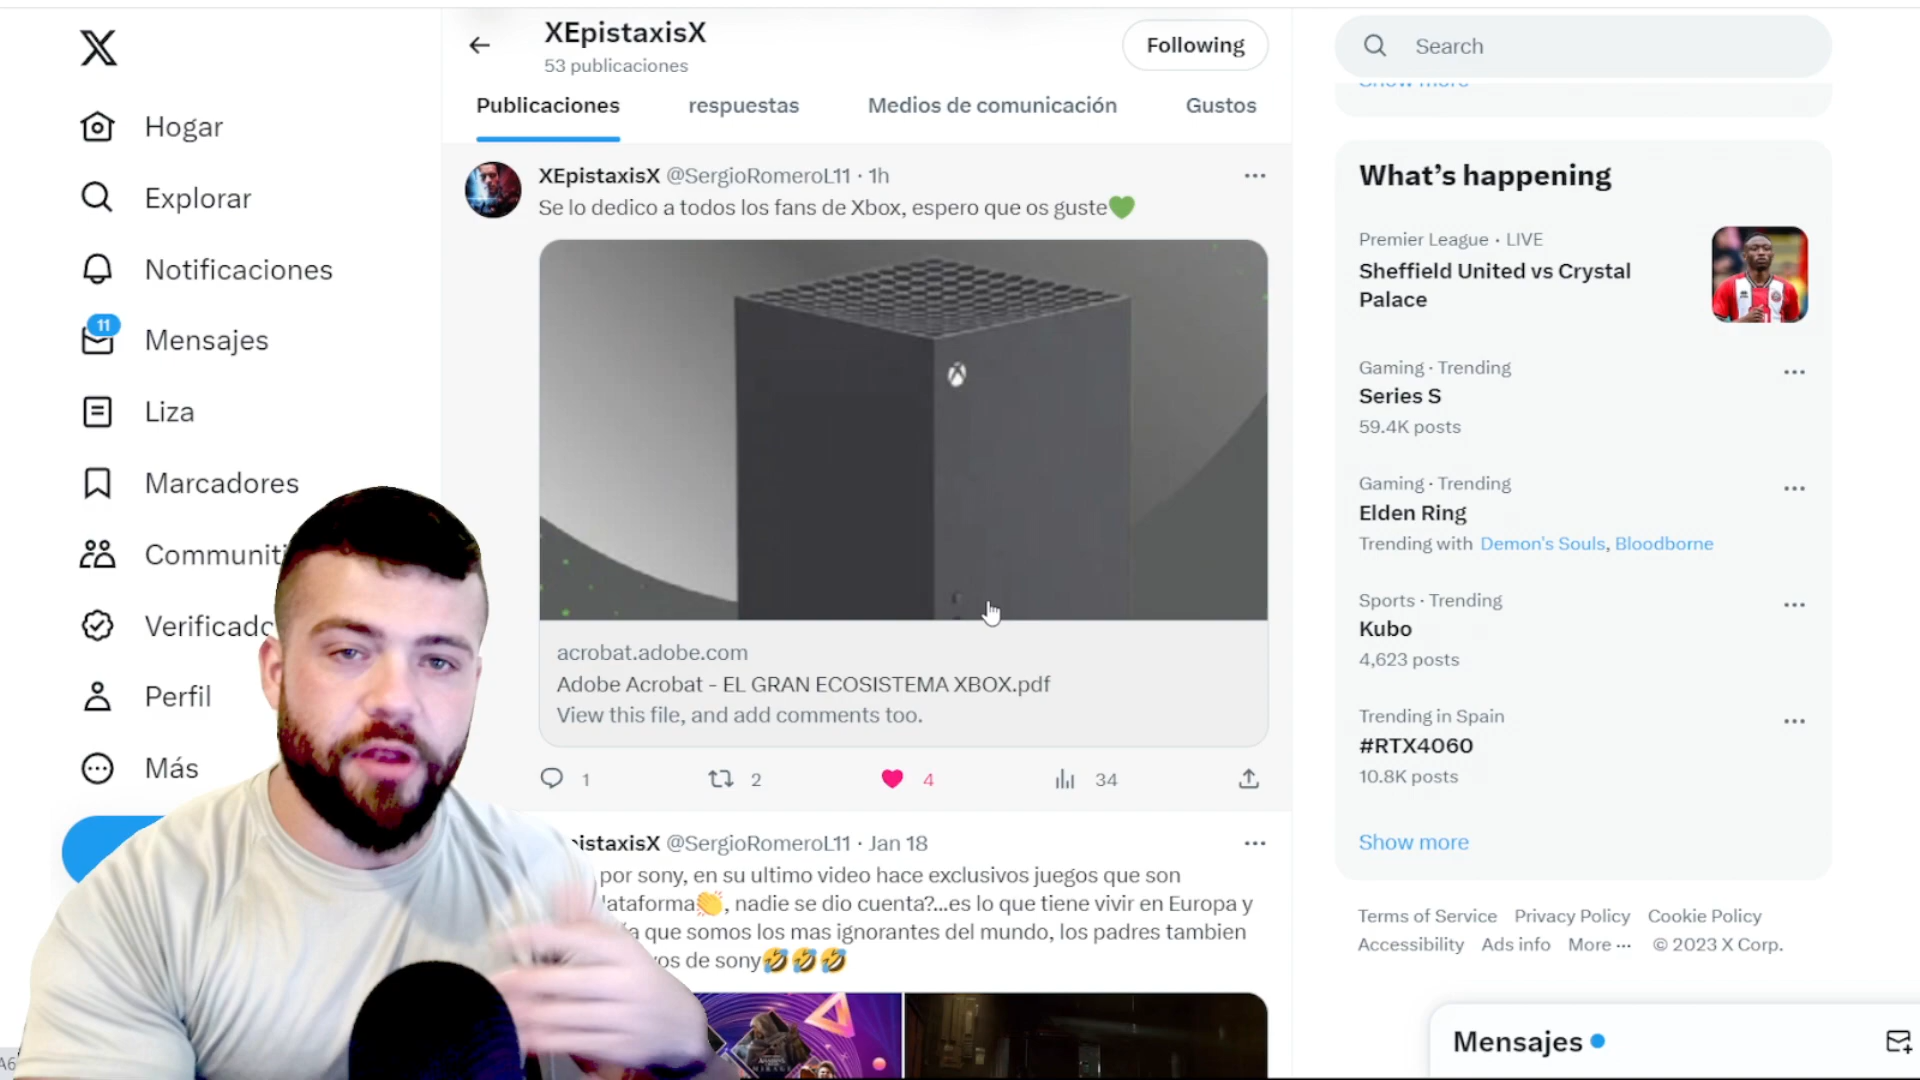 XEpistaxisX
53 publicaciones
Following
Search
Publicaciones
respuestas
Medios de comunicación
Gustos
Hogar
Explorar
Notificaciones
11
Mensajes
Liza
Marcadores
Communiti
Verificado
Perfil
Más
XEpistaxisX @SergioRomeroL11 · 1h
Se lo dedico a todos los fans de Xbox, espero que os guste💚
acrobat.adobe.com
Adobe Acrobat - EL GRAN ECOSISTEMA XBOX.pdf
View this file, and add comments too.
1 2 4 34
pistaxisX @SergioRomeroL11 · Jan 18
por sony, en su ultimo video hace exclusivos juegos que son
lataforma👏, nadie se dio cuenta?...es lo que tiene vivir en Europa y
a que somos los mas ignorantes del mundo, los padres tambien
os de sony🤣🤣🤣
What's happening
Premier League · LIVE
Sheffield United vs Crystal
Palace
Gaming · Trending
Series S
59.4K posts
Gaming · Trending
Elden Ring
Trending with Demon's Souls, Bloodborne
Sports · Trending
Kubo
4,623 posts
Trending in Spain
#RTX4060
10.8K posts
Show more
Terms of Service Privacy Policy Cookie Policy
Accessibility Ads info More ··· © 2023 X Corp.
Mensajes